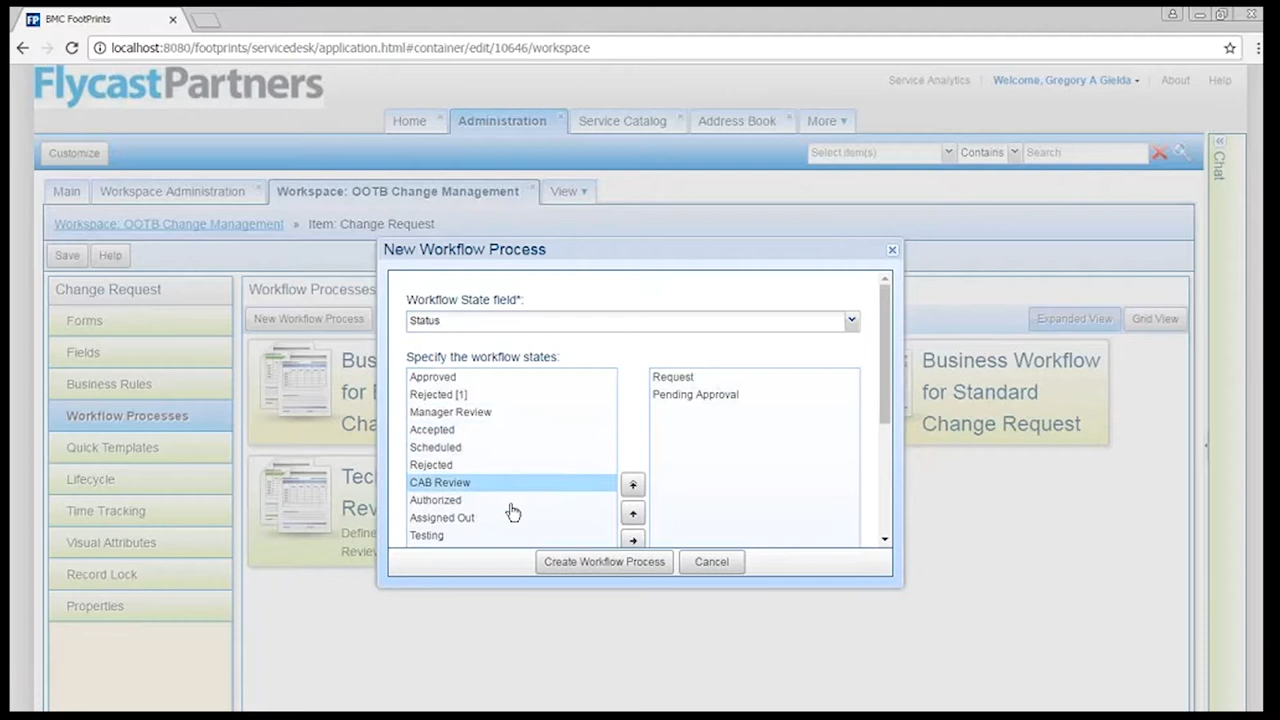 BMC FootPrints
localhost:8080/footprints/servicedesk/application.html#container/edit/10646/workspace
FlycastPartners
Service Analytics
Welcome, Gregory A Gielda
About
Help
Home
Administration
Service Catalog
Address Book
More
Customize
Select item(s)
Contains
Search
Chat
Main
Workspace Administration
Workspace: OOTB Change Management
View
Workspace: OOTB Change Management » Item: Change Request
Save
Help
Change Request
Forms
Fields
Business Rules
Workflow Processes
Quick Templates
Lifecycle
Time Tracking
Visual Attributes
Record Lock
Properties
Workflow Processes
New Workflow Process
Expanded View
Grid View
Business Workflow
for Standard
Change Request
New Workflow Process
Workflow State field*:
Status
Specify the workflow states:
Approved
Rejected [1]
Manager Review
Accepted
Scheduled
Rejected
CAB Review
Authorized
Assigned Out
Testing
Request
Pending Approval
Create Workflow Process
Cancel